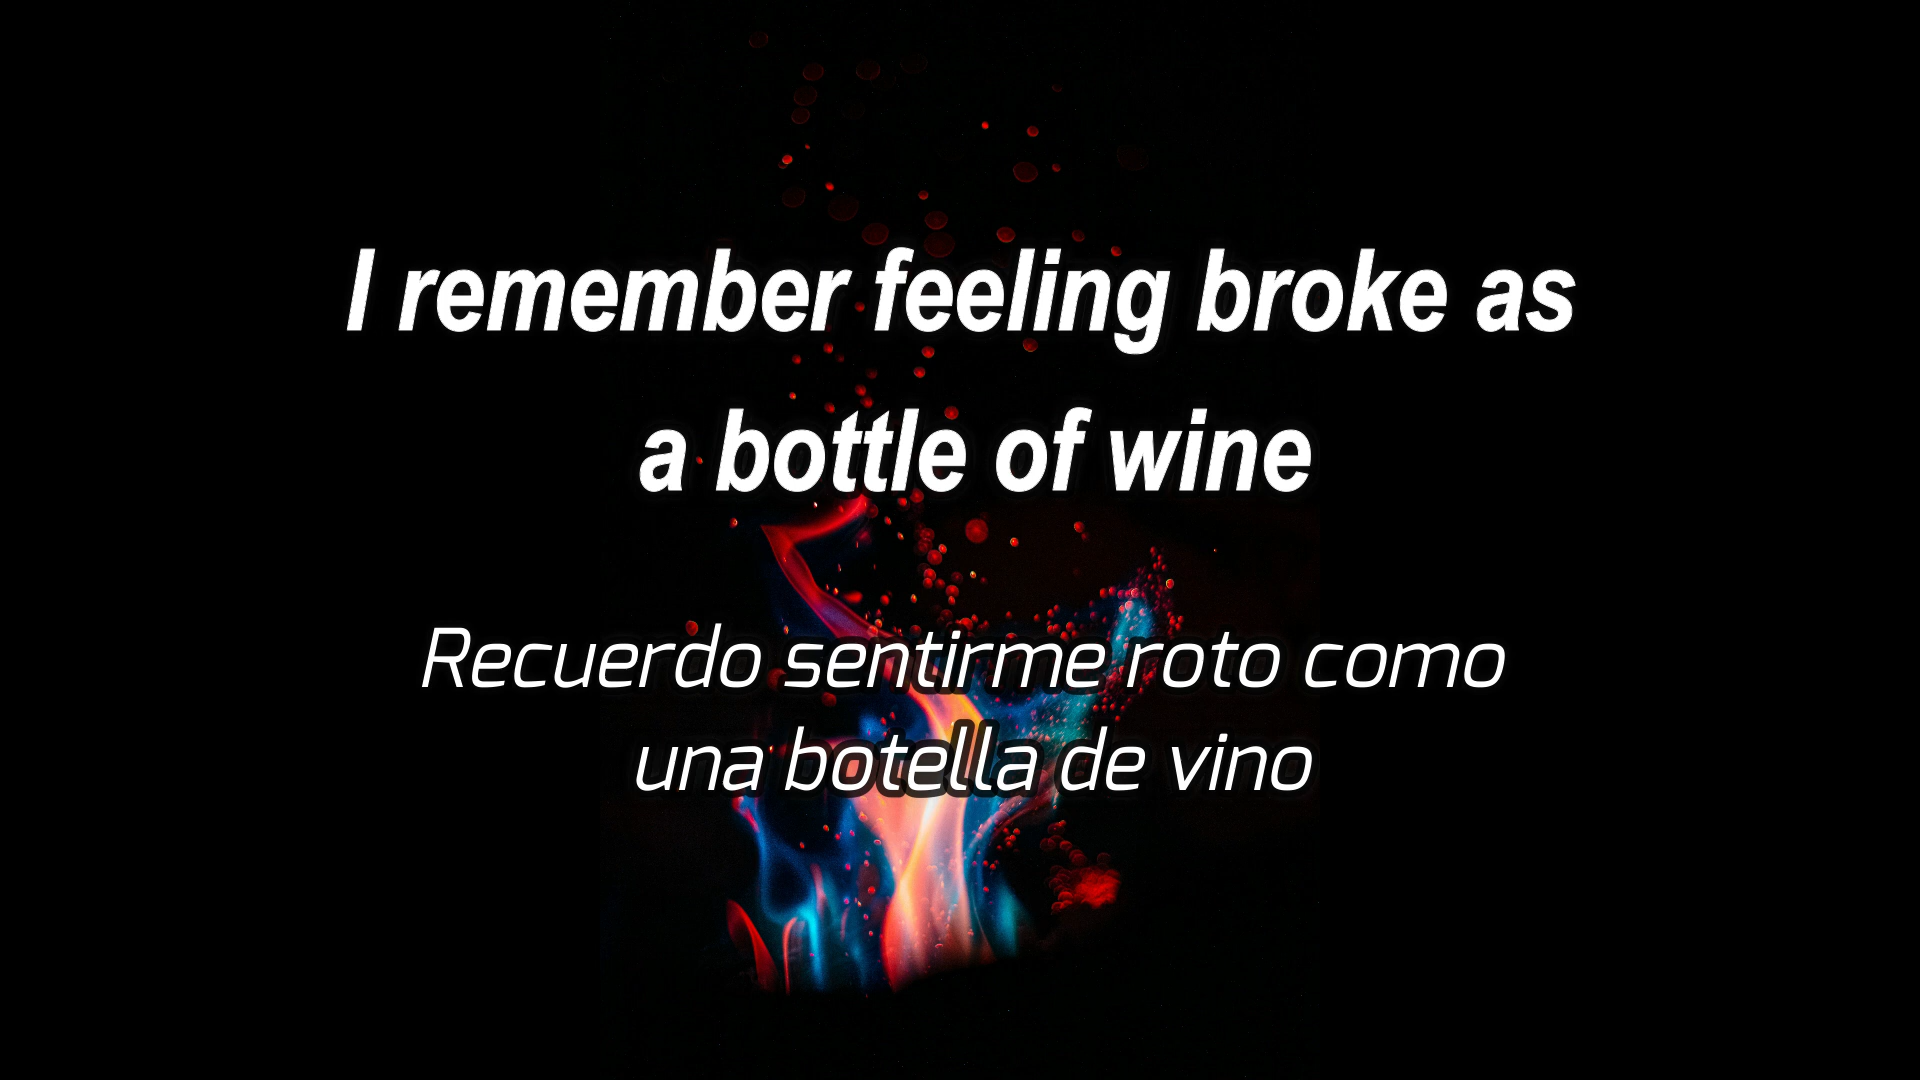 I remember feeling broke as
a bottle of wine
Recuerdo sentirme roto como
una botella de vino